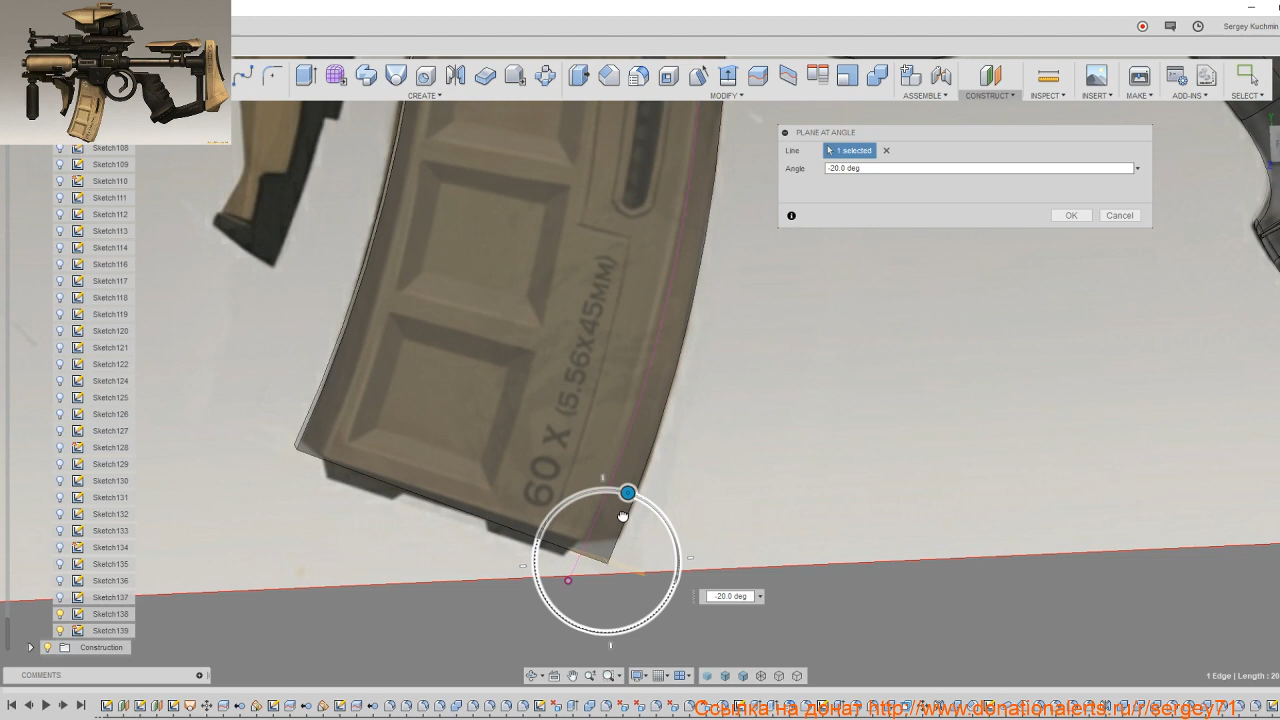 Sergey Kuchmin
CREATE
MODIFY
ASSEMBLE
CONSTRUCT
INSPECT
INSERT
MAKE
ADD-INS
SELECT
PLANE AT ANGLE
Line
1 selected
Angle
-20.0 deg
OK
Cancel
Sketch108
Sketch109
Sketch110
Sketch111
Sketch112
Sketch113
Sketch114
Sketch116
Sketch117
Sketch118
Sketch119
Sketch120
Sketch121
Sketch122
Sketch124
Sketch125
Sketch126
Sketch127
Sketch128
Sketch129
Sketch130
Sketch131
Sketch132
Sketch133
Sketch134
Sketch135
Sketch136
Sketch137
Sketch138
Sketch139
Construction
60 X (5.56X45MM)
-20.0 deg
COMMENTS
1 Edge | Length : 20
Ссылка на донат http://www.donationalerts.ru/r/sergey71.